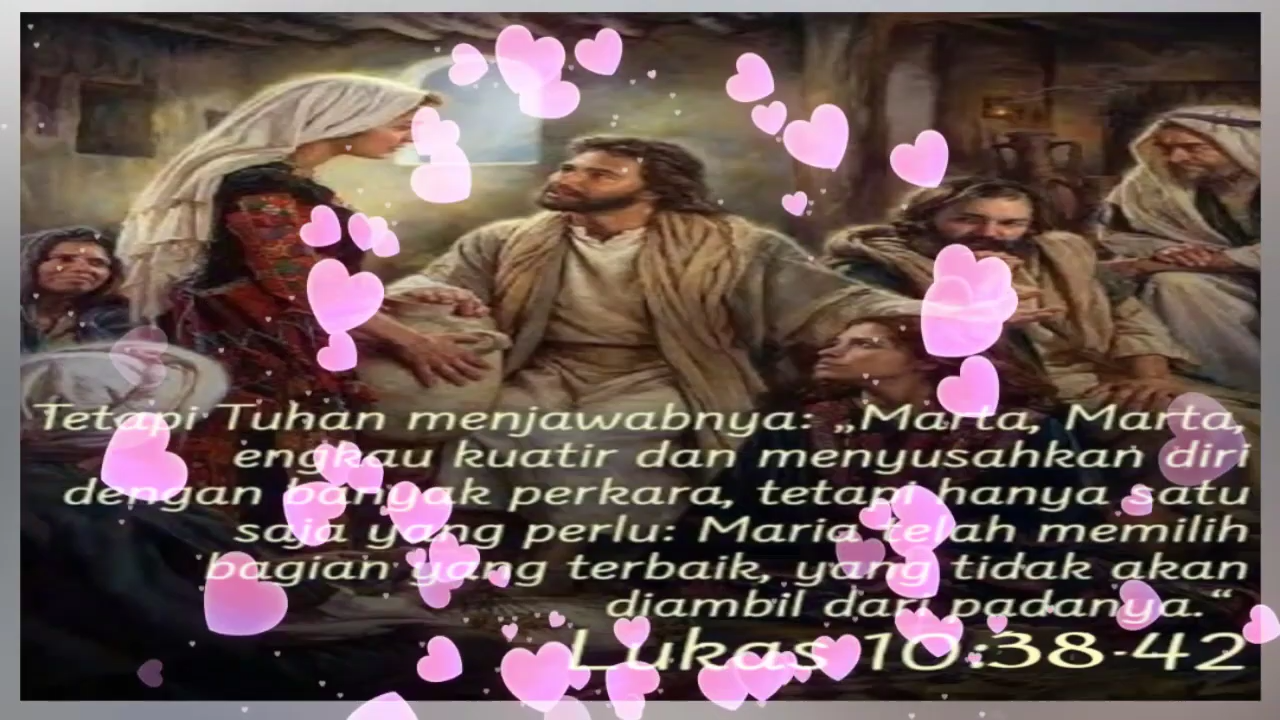 Tetapi Tuhan menjawabnya: „Marta, Marta,
engkau kuatir dan menyusahkan diri
dengan banyak perkara, tetapi hanya satu
saja yang perlu: Maria telah memilih
bagian yang terbaik, yang tidak akan
diambil dari padanya.“
Lukas 10:38-42